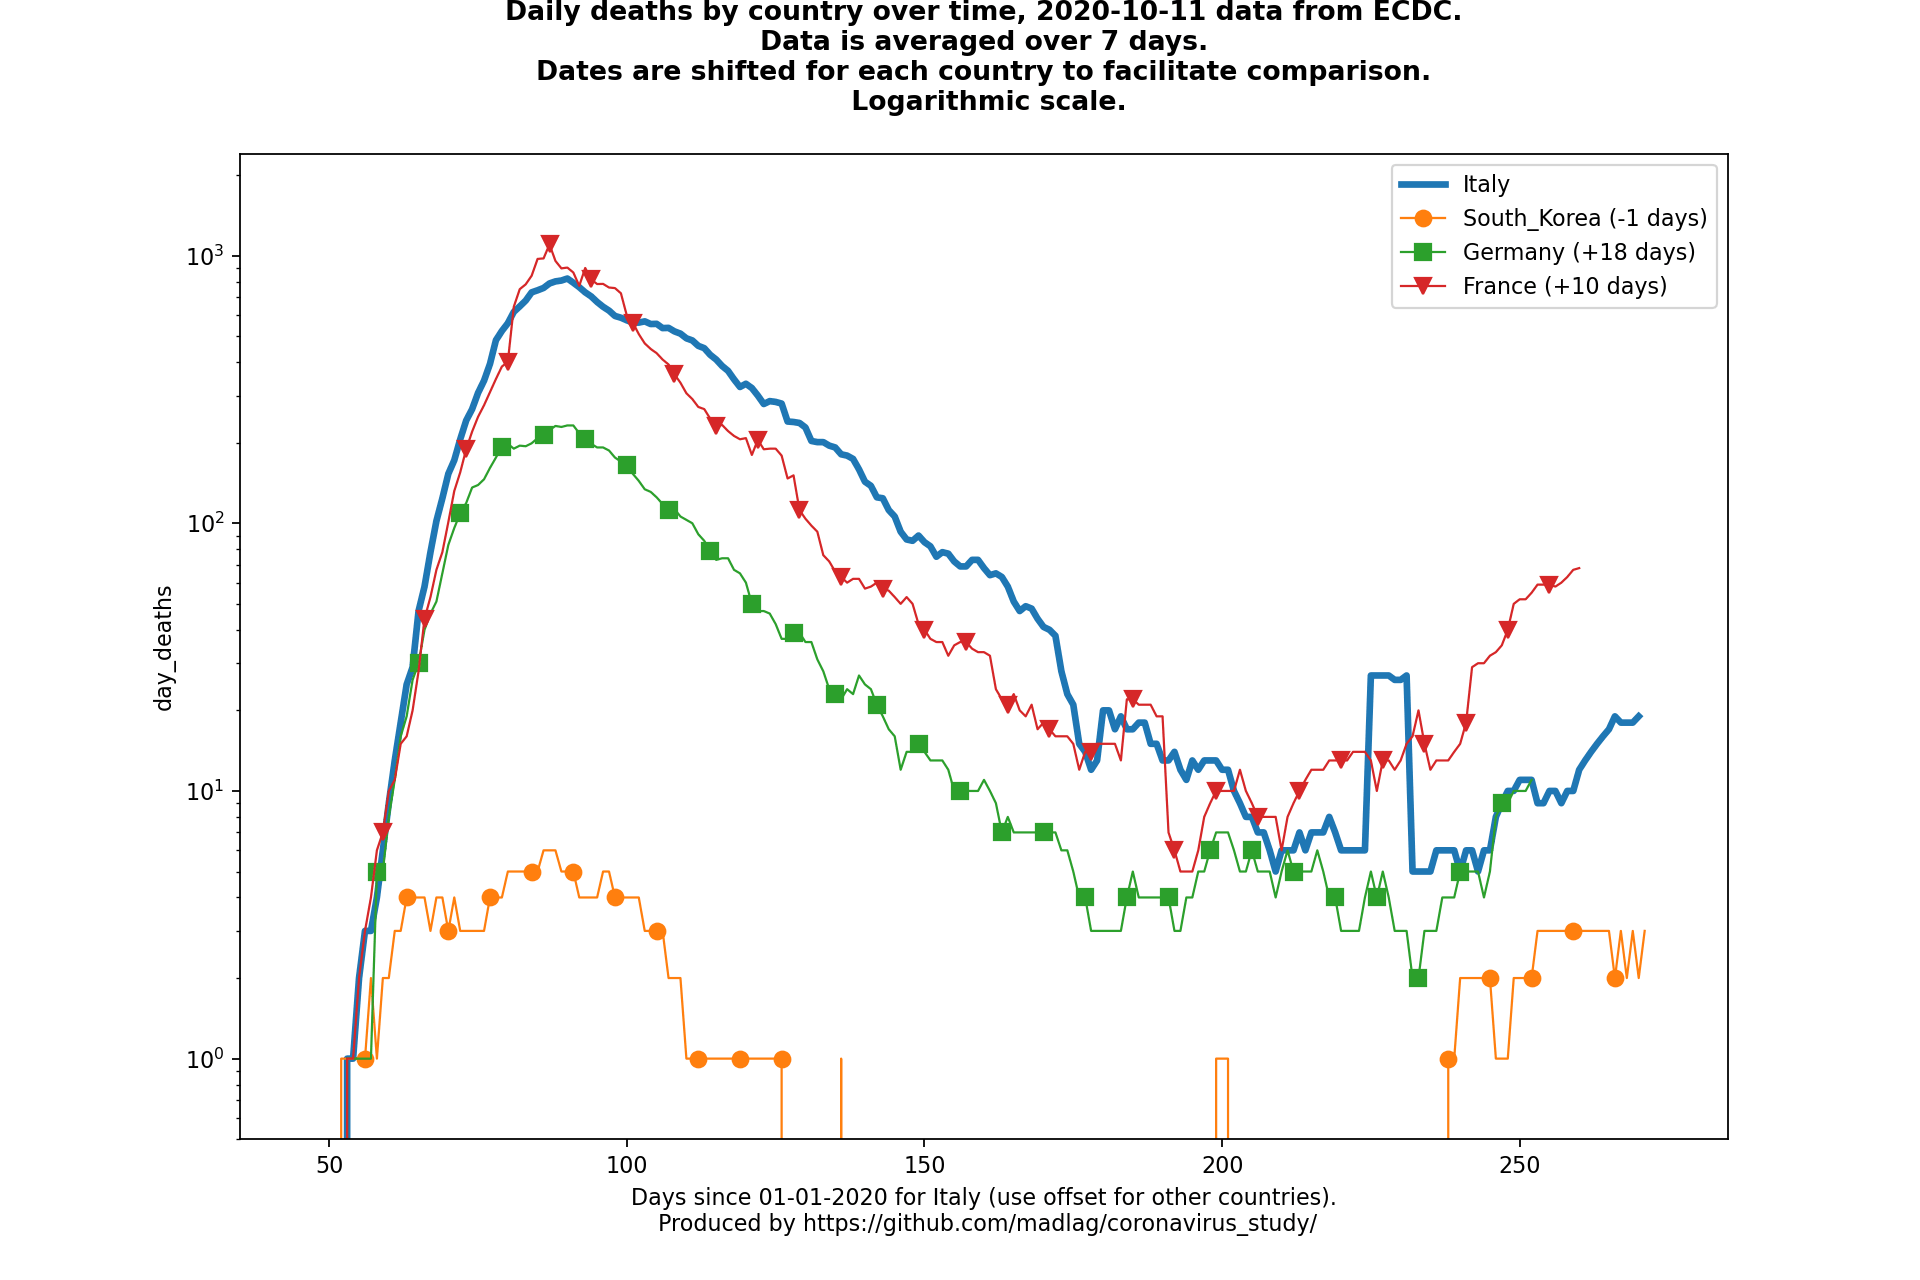 Daily deaths by country over time, 2020-10-11 data from ECDC.
Data is averaged over 7 days.
Dates are shifted for each country to facilitate comparison.
Logarithmic scale.
Italy
South_Korea (-1 days)
Germany (+18 days)
France (+10 days)
day_deaths
10³
10²
10¹
10⁰
50 100 150 200 250
Days since 01-01-2020 for Italy (use offset for other countries).
Produced by https://github.com/madlag/coronavirus_study/